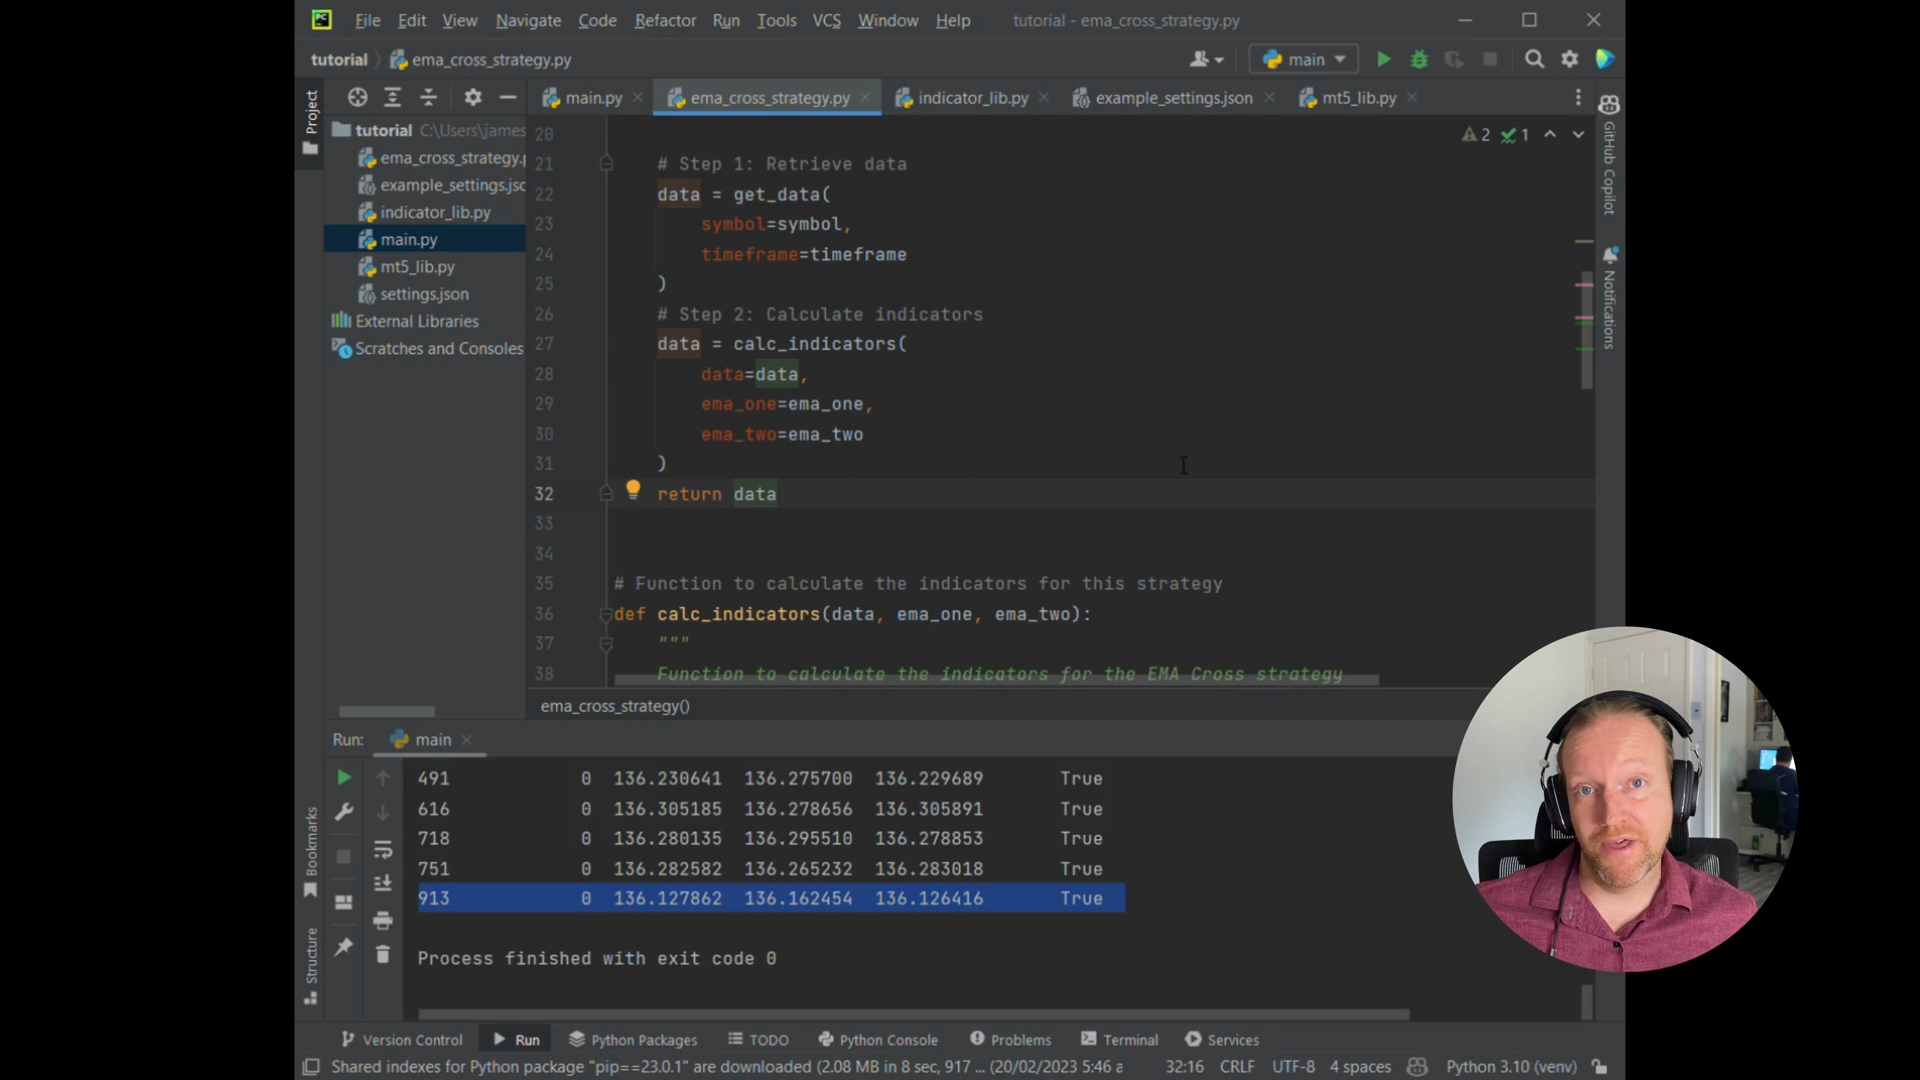 PC
File Edit View Navigate Code Refactor Run Tools VCS Window Help tutorial - ema_cross_strategy.py
tutorial ema_cross_strategy.py main
Project
main.py ema_cross_strategy.py indicator_lib.py example_settings.json mt5_lib.py
tutorial C:\Users\james
ema_cross_strategy.p
example_settings.jsc
indicator_lib.py
main.py
mt5_lib.py
settings.json
External Libraries
Scratches and Consoles
2 1
20
21 # Step 1: Retrieve data
22 data = get_data(
23 symbol=symbol,
24 timeframe=timeframe
25 )
26 # Step 2: Calculate indicators
27 data = calc_indicators(
28 data=data,
29 ema_one=ema_one,
30 ema_two=ema_two
31 )
32 return data
33
34
35 # Function to calculate the indicators for this strategy
36 def calc_indicators(data, ema_one, ema_two):
37 """
38 Function to calculate the indicators for the EMA Cross strategy
ema_cross_strategy()
GitHub Copilot
Notifications
Run: main
491 0 136.230641 136.275700 136.229689 True
616 0 136.305185 136.278656 136.305891 True
718 0 136.280135 136.295510 136.278853 True
751 0 136.282582 136.265232 136.283018 True
913 0 136.127862 136.162454 136.126416 True
Process finished with exit code 0
Bookmarks
Structure
Version Control Run Python Packages TODO Python Console Problems Terminal Services
Shared indexes for Python package "pip==23.0.1" are downloaded (2.08 MB in 8 sec, 917 ... (20/02/2023 5:46 a 32:16 CRLF UTF-8 4 spaces Python 3.10 (venv)